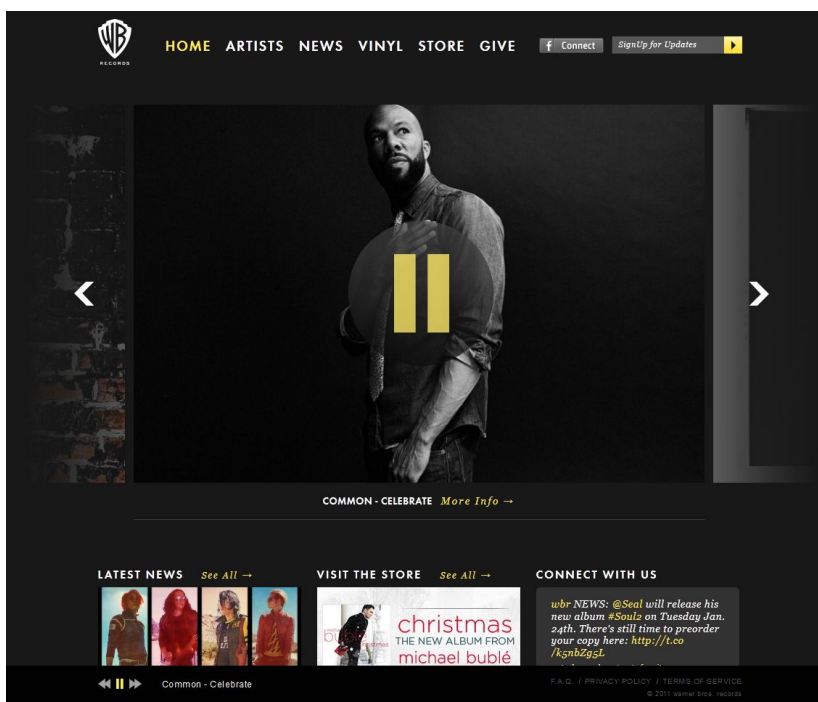 WB
RECORDS
HOME ARTISTS NEWS VINYL STORE GIVE
f Connect
SignUp for Updates
COMMON - CELEBRATE More Info →
LATEST NEWS See All →
VISIT THE STORE See All →
christmas
THE NEW ALBUM FROM
michael bublé
CONNECT WITH US
wbr NEWS: @Seal will release his
new album #Soul2 on Tuesday Jan.
24th. There's still time to preorder
your copy here: http://t.co
/k5nbZg5L
Common - Celebrate
F.A.Q. / PRIVACY POLICY / TERMS OF SERVICE
© 2011 warner bros. records